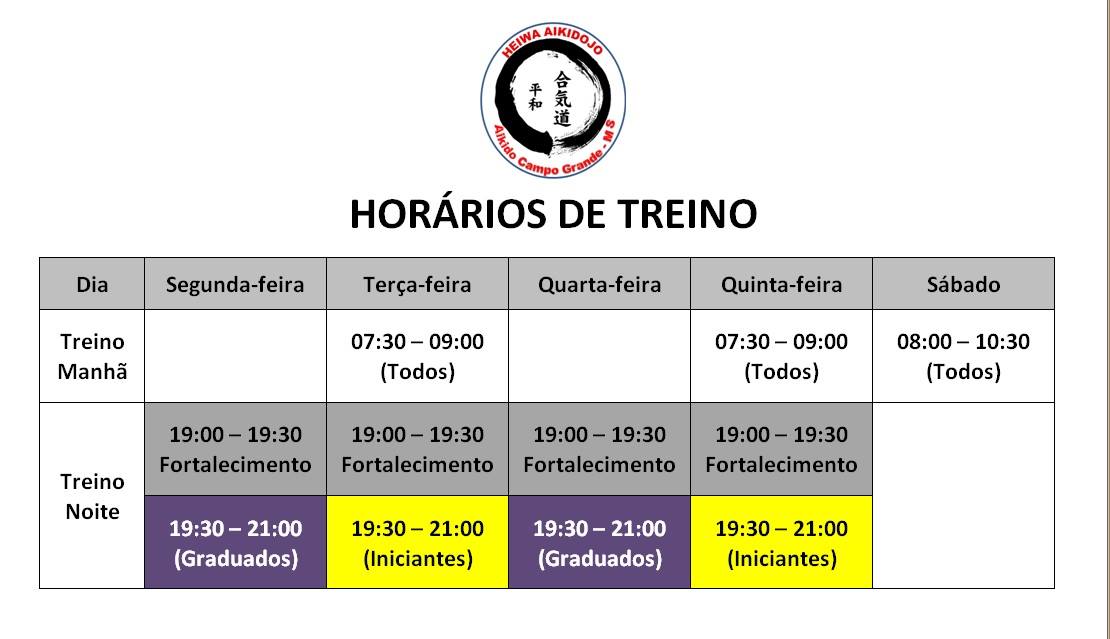 HEIWA AIKIDOJO
合気道
平和
Aikido Campo Grande - M S
HORÁRIOS DE TREINO
Dia Segunda-feira Terça-feira Quarta-feira Quinta-feira Sábado
Treino Manhã
07:30 – 09:00
(Todos)
07:30 – 09:00
(Todos)
08:00 – 10:30
(Todos)
Treino Noite
19:00 – 19:30
Fortalecimento
19:00 – 19:30
Fortalecimento
19:00 – 19:30
Fortalecimento
19:00 – 19:30
Fortalecimento
19:30 – 21:00
(Graduados)
19:30 – 21:00
(Iniciantes)
19:30 – 21:00
(Graduados)
19:30 – 21:00
(Iniciantes)